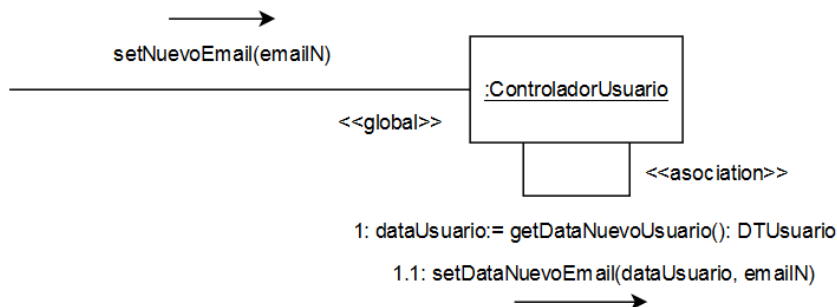 setNuevoEmail(emailN)
:ControladorUsuario
<<global>>
<<asociation>>
1: dataUsuario:= getDataNuevoUsuario(): DTUsuario
1.1: setDataNuevoEmail(dataUsuario, emailN)